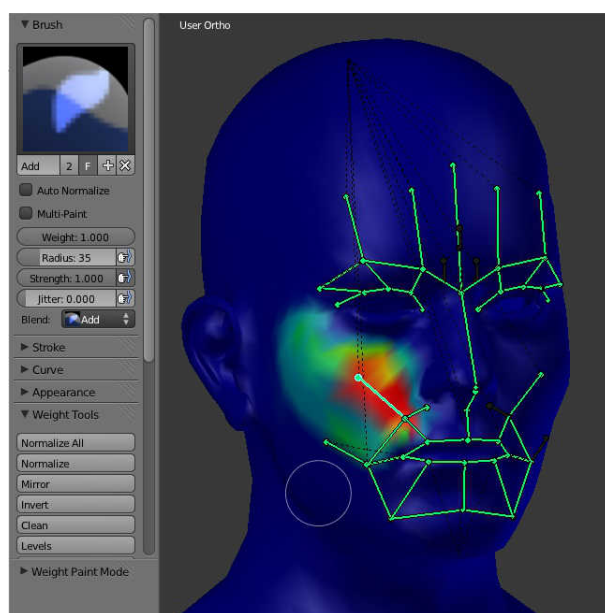 Brush
User Ortho
Add 2 F
Auto Normalize
Multi-Paint
Weight: 1.000
Radius: 35
Strength: 1.000
Jitter: 0.000
Blend: Add
Stroke
Curve
Appearance
Weight Tools
Normalize All
Normalize
Mirror
Invert
Clean
Levels
Weight Paint Mode